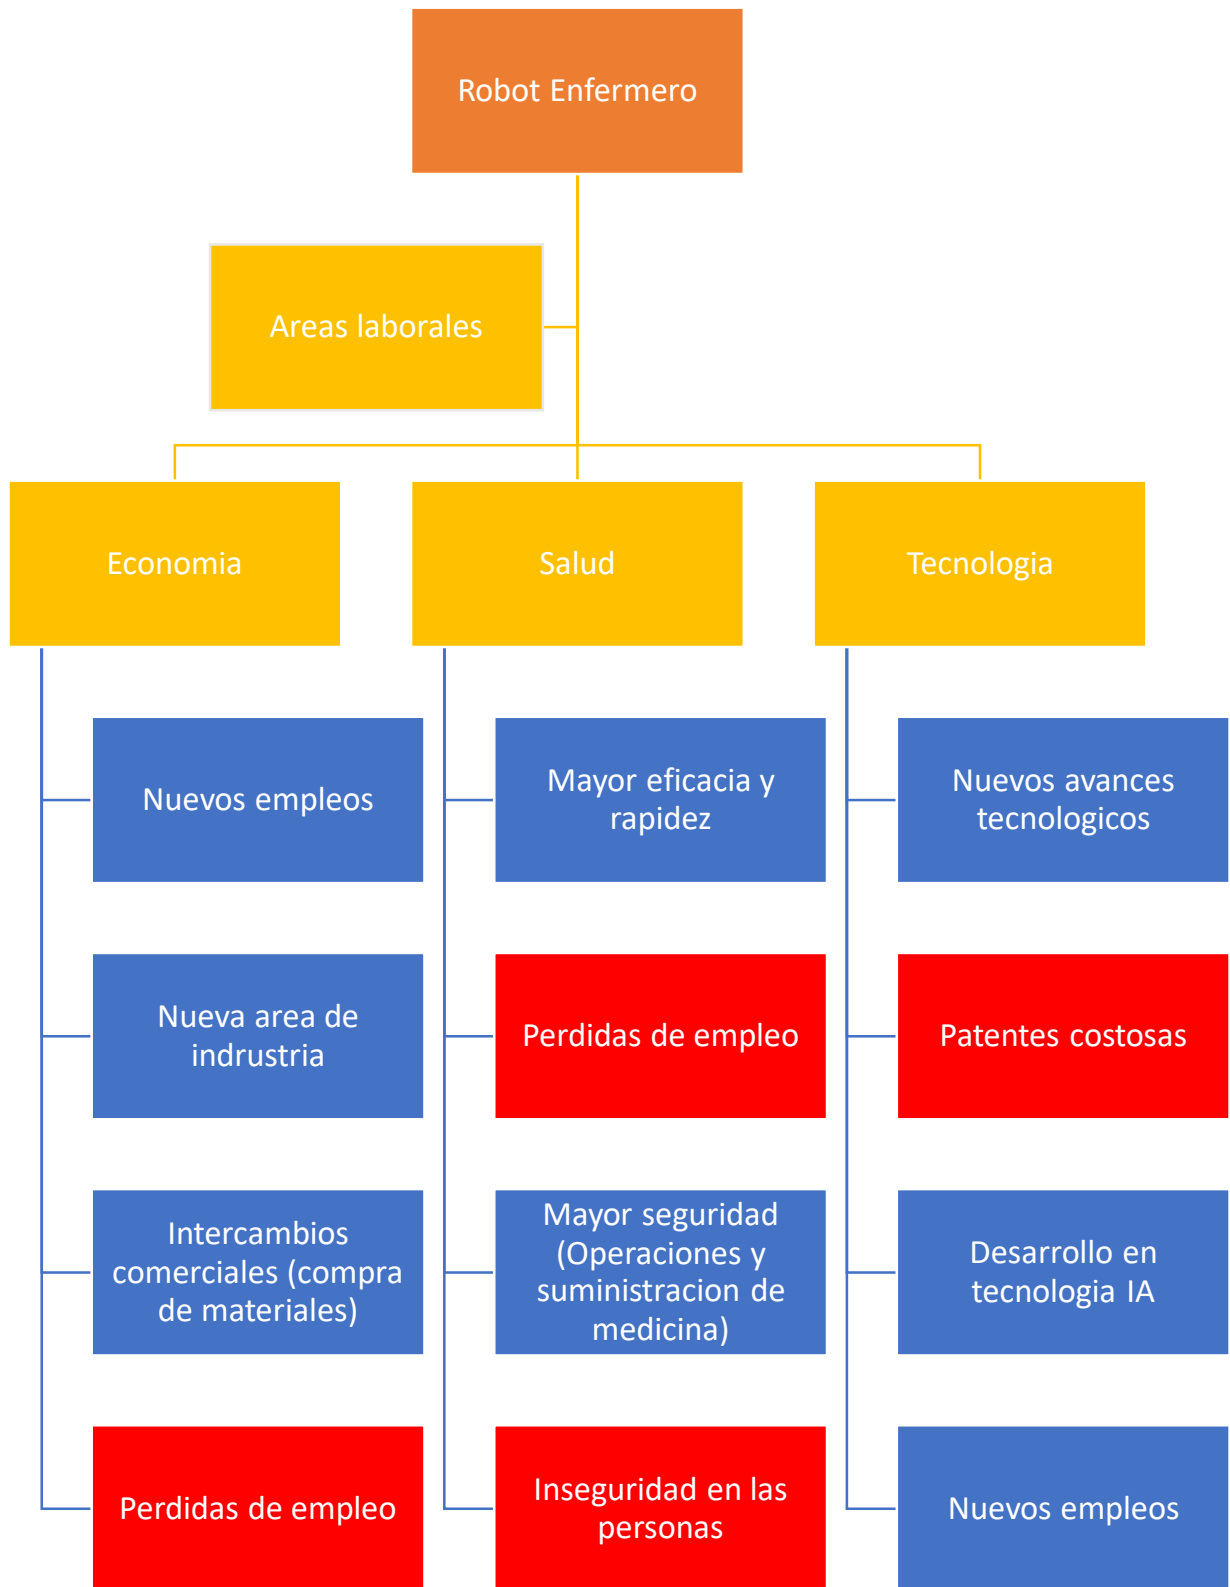 Robot Enfermero
Areas laborales
Economia
Salud
Tecnologia
Nuevos empleos
Nueva area de
indrustria
Intercambios
comerciales (compra
de materiales)
Perdidas de empleo
Mayor eficacia y
rapidez
Perdidas de empleo
Mayor seguridad
(Operaciones y
suministracion de
medicina)
Inseguridad en las
personas
Nuevos avances
tecnologicos
Patentes costosas
Desarrollo en
tecnologia IA
Nuevos empleos